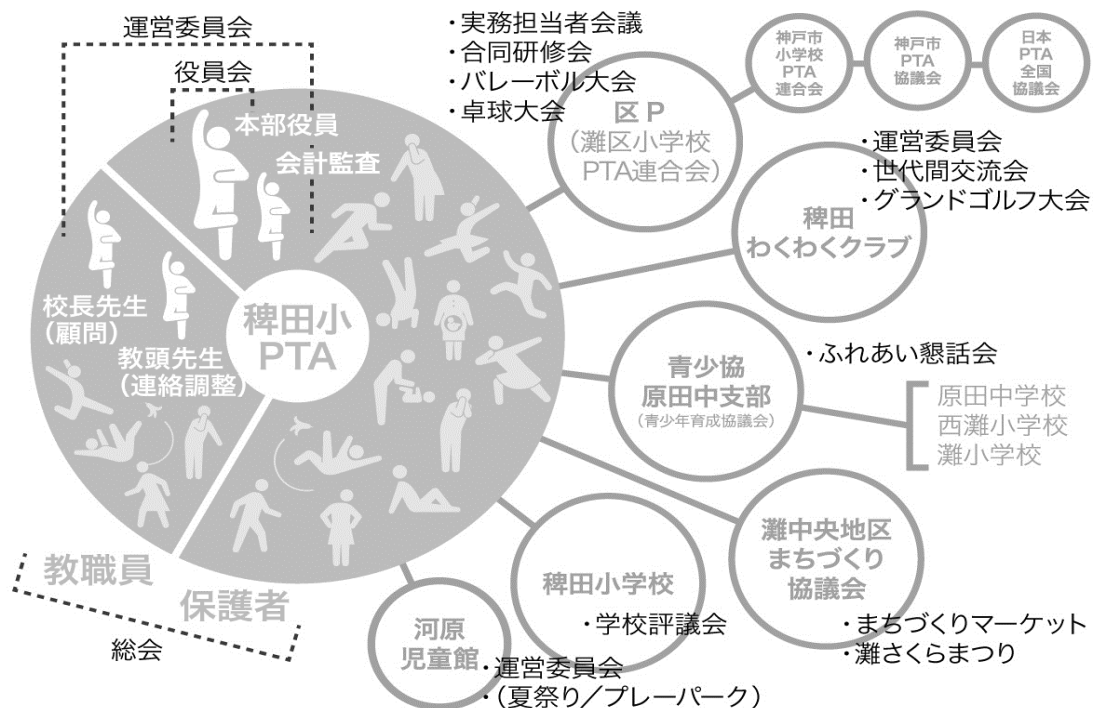 運営委員会
役員会
本部役員
会計監査
校長先生
（顧問）
教頭先生
（連絡調整）
稗田小
PTA
教職員
保護者
総会
・実務担当者会議
・合同研修会
・バレーボル大会
・卓球大会
区P
（灘区小学校
PTA連合会）
神戸市
小学校
PTA
連合会
神戸市
PTA
協議会
日本
PTA
全国
協議会
・運営委員会
・世代間交流会
・グランドゴルフ大会
稗田
わくわくクラブ
青少協
原田中支部
（青少年育成協議会）
・ふれあい懇話会
原田中学校
西灘小学校
灘小学校
灘中央地区
まちづくり
協議会
・まちづくりマーケット
・灘さくらまつり
稗田小学校
・学校評議会
河原
児童館
・運営委員会
・（夏祭り／プレーパーク）